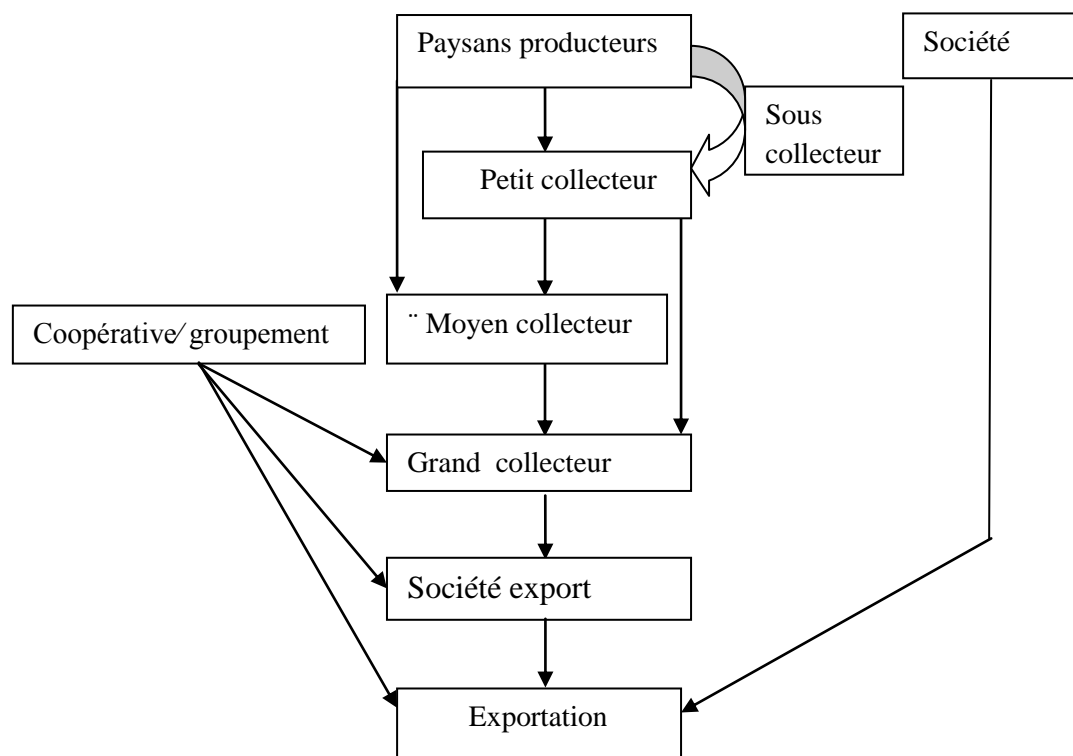 Paysans producteurs
Société
Sous
collecteur
Petit collecteur
¨ Moyen collecteur
Coopérative/ groupement
Grand collecteur
Société export
Exportation